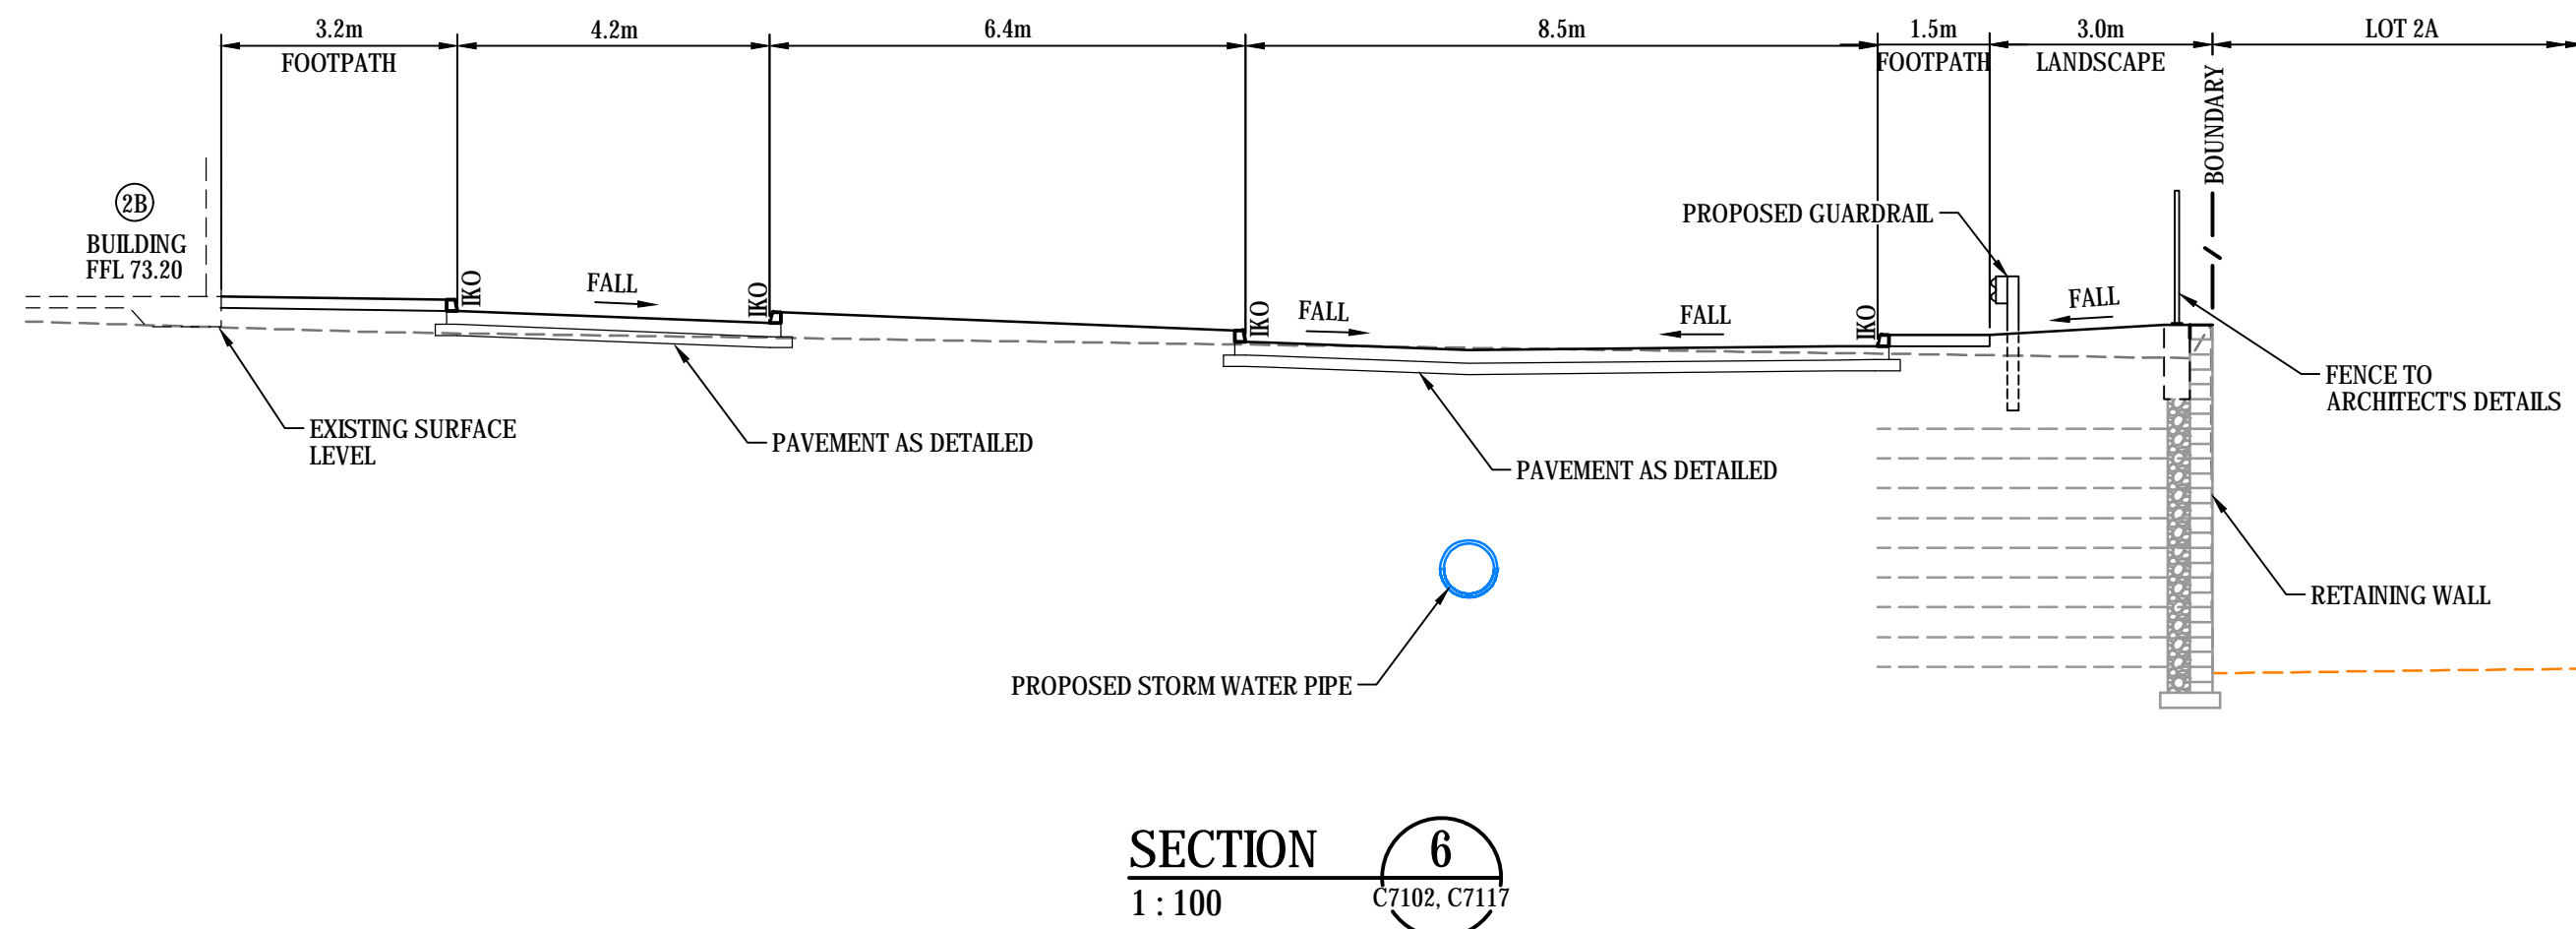 3.2m
4.2m
6.4m
8.5m
1.5m
3.0m
LOT 2A
FOOTPATH
FOOTPATH
LANDSCAPE
BOUNDARY
2B
BUILDING
FFL 73.20
PROPOSED GUARDRAIL
IKO
FALL
IKO
IKO
FALL
FALL
IKO
FALL
EXISTING SURFACE
LEVEL
PAVEMENT AS DETAILED
PAVEMENT AS DETAILED
FENCE TO
ARCHITECT'S DETAILS
RETAINING WALL
PROPOSED STORM WATER PIPE
SECTION
6
1 : 100
C7102, C7117